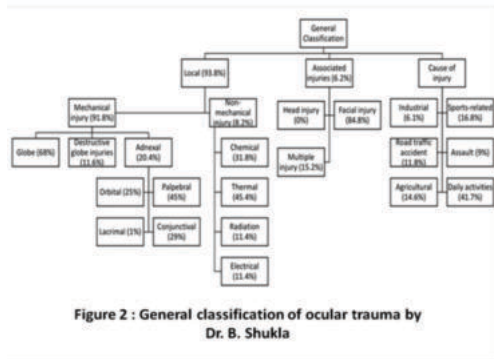 General
Classification
Local (93.8%)
Associated
injuries (6.2%)
Cause of
injury
Mechanical
injury (91.8%)
Non-
mechanical
injury (8.2%)
Head injury
(0%)
Facial injury
(84.8%)
Industrial
(6.1%)
Sports-related
(16.8%)
Globe (68%)
Destructive
globe injuries
(11.6%)
Adnexal
(20.4%)
Chemical
(31.8%)
Multiple
injury (15.2%)
Road traffic
accident
(11.8%)
Assault (9%)
Orbital (25%)
Palpebral
(45%)
Thermal
(45.4%)
Agricultural
(14.6%)
Daily activities
(41.7%)
Lacrimal (1%)
Conjunctival
(29%)
Radiation
(11.4%)
Electrical
(11.4%)
Figure 2 : General classification of ocular trauma by
Dr. B. Shukla